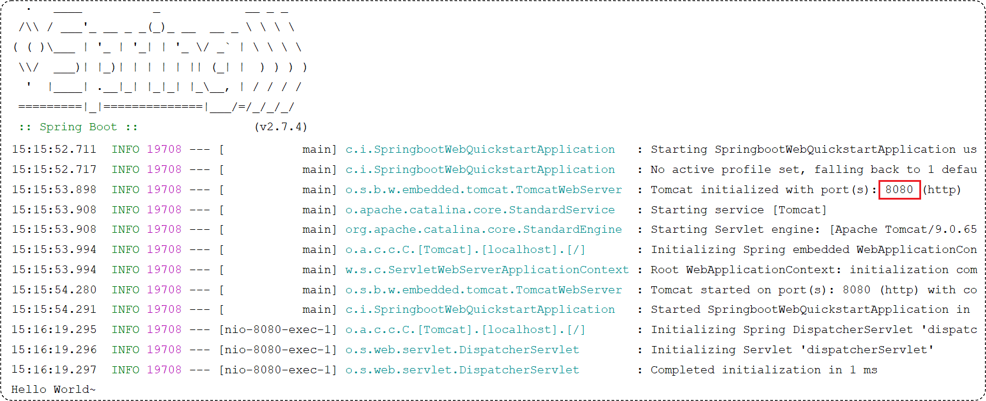 .   ____          _            __ _ _
 /\\ / ___'_ __ _ _(_)_ __  __ _ \ \ \ \
( ( )\___ | '_ | '_| | '_ \/ _` | \ \ \ \
 \\/  ___)| |_)| | | | | || (_| |  ) ) ) )
  '  |____| .__|_| |_|_| |_\__, | / / / /
 =========|_|==============|___/=/_/_/_/
 :: Spring Boot ::                (v2.7.4)
15:15:52.711  INFO 19708 --- [           main] c.i.SpringbootWebQuickstartApplication   : Starting SpringbootWebQuickstartApplication us
15:15:52.717  INFO 19708 --- [           main] c.i.SpringbootWebQuickstartApplication   : No active profile set, falling back to 1 defau
15:15:53.898  INFO 19708 --- [           main] o.s.b.w.embedded.tomcat.TomcatWebServer  : Tomcat initialized with port(s): 8080 (http)
15:15:53.908  INFO 19708 --- [           main] o.apache.catalina.core.StandardService   : Starting service [Tomcat]
15:15:53.908  INFO 19708 --- [           main] org.apache.catalina.core.StandardEngine  : Starting Servlet engine: [Apache Tomcat/9.0.65
15:15:53.994  INFO 19708 --- [           main] o.a.c.c.C.[Tomcat].[localhost].[/]       : Initializing Spring embedded WebApplicationCon
15:15:53.994  INFO 19708 --- [           main] w.s.c.ServletWebServerApplicationContext : Root WebApplicationContext: initialization com
15:15:54.280  INFO 19708 --- [           main] o.s.b.w.embedded.tomcat.TomcatWebServer  : Tomcat started on port(s): 8080 (http) with co
15:15:54.291  INFO 19708 --- [           main] c.i.SpringbootWebQuickstartApplication   : Started SpringbootWebQuickstartApplication in
15:16:19.295  INFO 19708 --- [nio-8080-exec-1] o.a.c.c.C.[Tomcat].[localhost].[/]       : Initializing Spring DispatcherServlet 'dispatc
15:16:19.296  INFO 19708 --- [nio-8080-exec-1] o.s.web.servlet.DispatcherServlet        : Initializing Servlet 'dispatcherServlet'
15:16:19.297  INFO 19708 --- [nio-8080-exec-1] o.s.web.servlet.DispatcherServlet        : Completed initialization in 1 ms
Hello World~